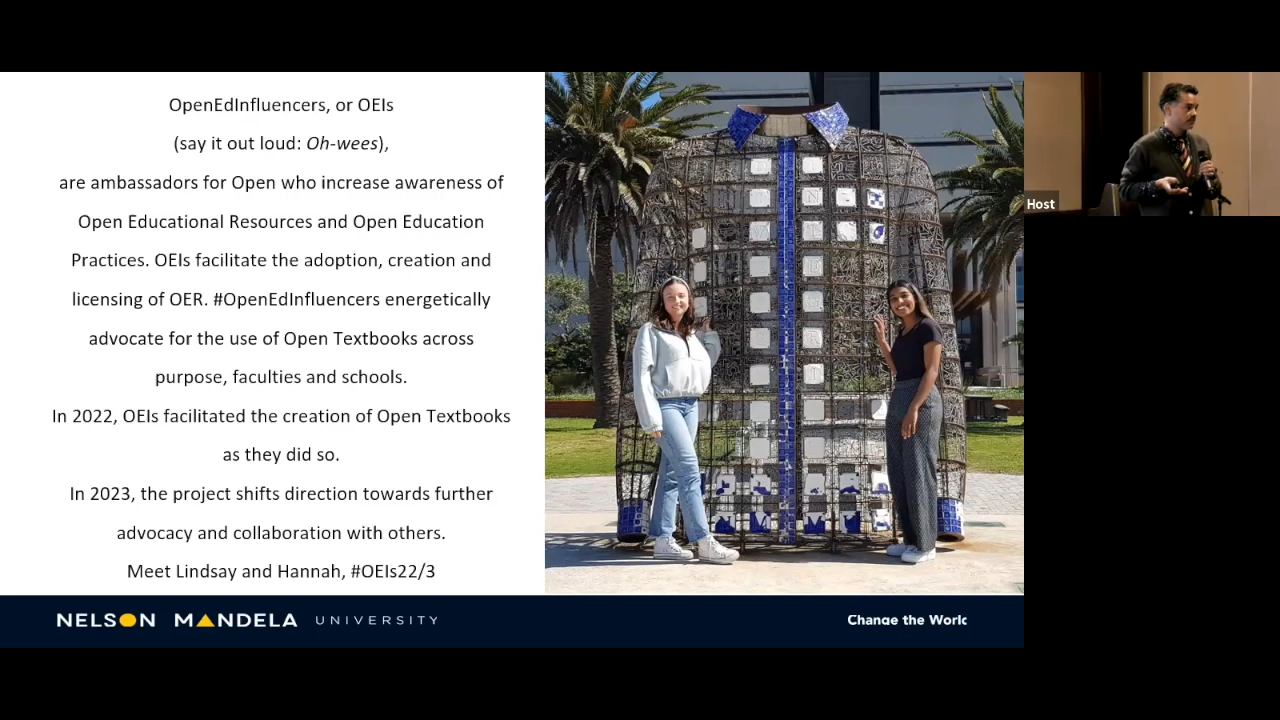 OpenEdInfluencers, or OEIs
(say it out loud: Oh-wees),
are ambassadors for Open who increase awareness of
Open Educational Resources and Open Education
Practices. OEIs facilitate the adoption, creation and
licensing of OER. #OpenEdInfluencers energetically
advocate for the use of Open Textbooks across
purpose, faculties and schools.
In 2022, OEIs facilitated the creation of Open Textbooks
as they did so.
In 2023, the project shifts direction towards further
advocacy and collaboration with others.
Meet Lindsay and Hannah, #OEIs22/3
NELSON MANDELA UNIVERSITY
Change the World
Host